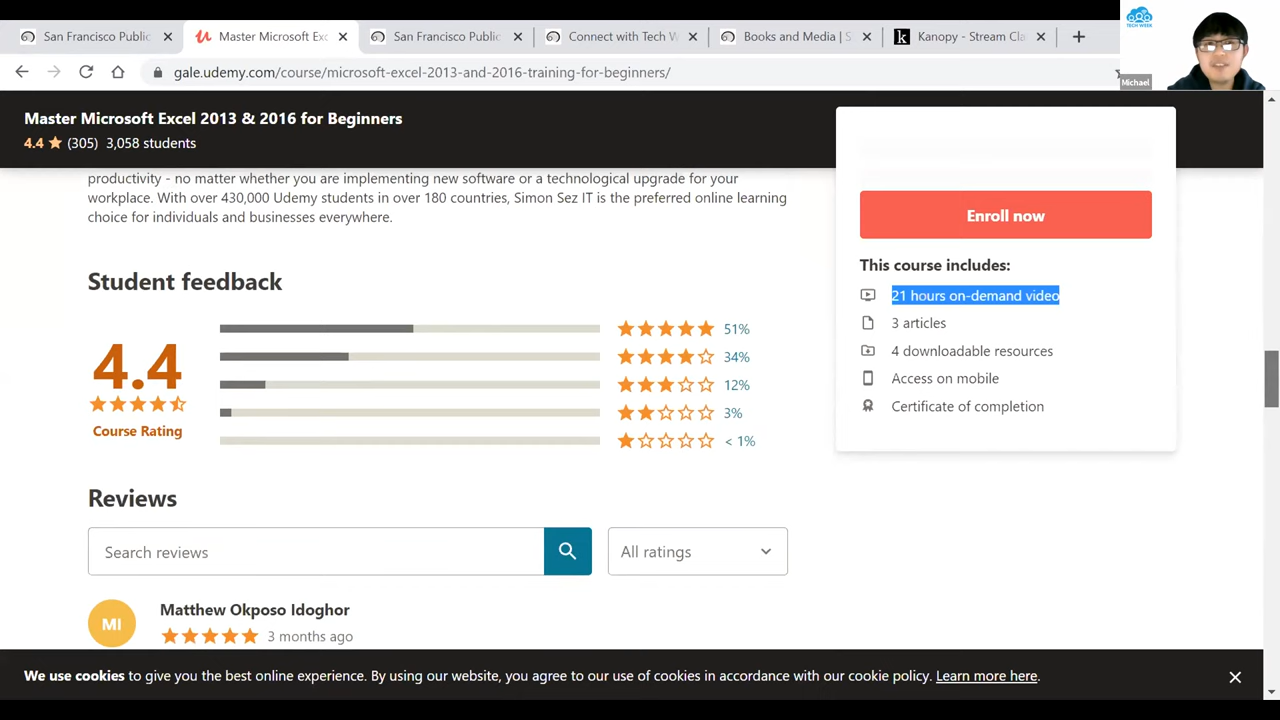 San Francisco Public
Master Microsoft Exc
San Francisco Public
Connect with Tech W
Books and Media | S
Kanopy - Stream Cla
TECH WEEK
Michael
gale.udemy.com/course/microsoft-excel-2013-and-2016-training-for-beginners/
Master Microsoft Excel 2013 & 2016 for Beginners
4.4 ★ (305) 3,058 students
productivity - no matter whether you are implementing new software or a technological upgrade for your
workplace. With over 430,000 Udemy students in over 180 countries, Simon Sez IT is the preferred online learning
choice for individuals and businesses everywhere.
Enroll now
This course includes:
21 hours on-demand video
3 articles
4 downloadable resources
Access on mobile
Certificate of completion
Student feedback
4.4
Course Rating
51%
34%
12%
3%
< 1%
Reviews
Search reviews
All ratings
MI
Matthew Okposo Idoghor
3 months ago
We use cookies to give you the best online experience. By using our website, you agree to our use of cookies in accordance with our cookie policy. Learn more here.